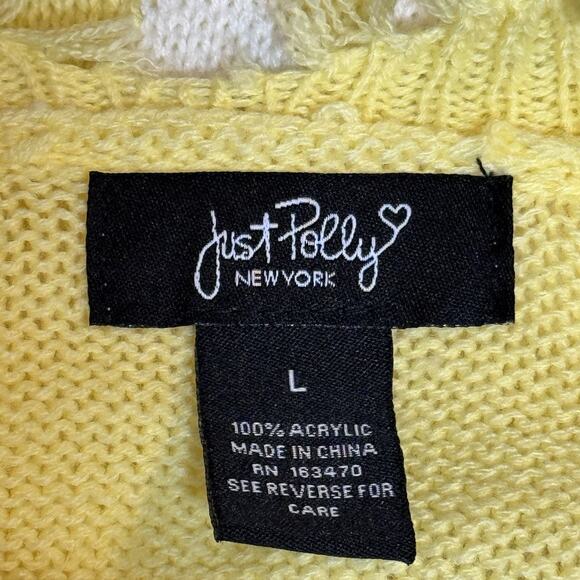 Just Polly
NEW YORK
L
100% ACRYLIC
MADE IN CHINA
RN 163470
SEE REVERSE FOR
CARE